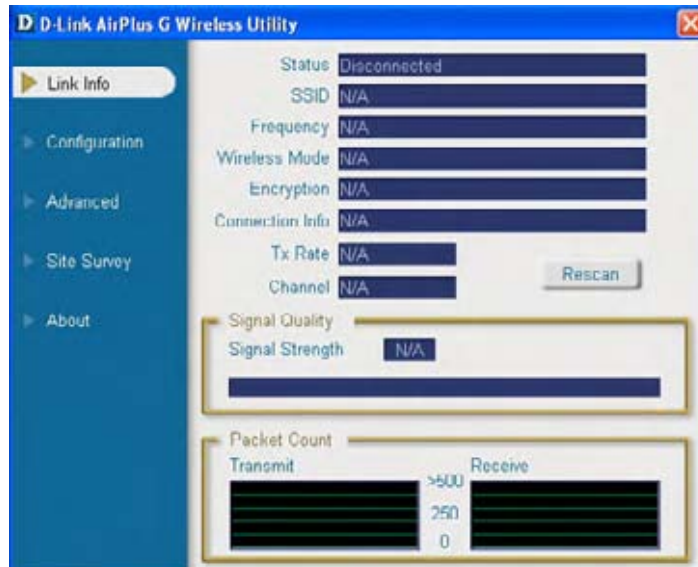 D D-Link AirPlus G Wireless Utility
Link Info
Configuration
Advanced
Site Survey
About
Status Disconnected
SSID N/A
Frequency N/A
Wireless Mode N/A
Encryption N/A
Connection Info N/A
Tx Rate N/A
Channel N/A
Rescan
Signal Quality
Signal Strength N/A
Packet Count
Transmit Receive
>500
250
0